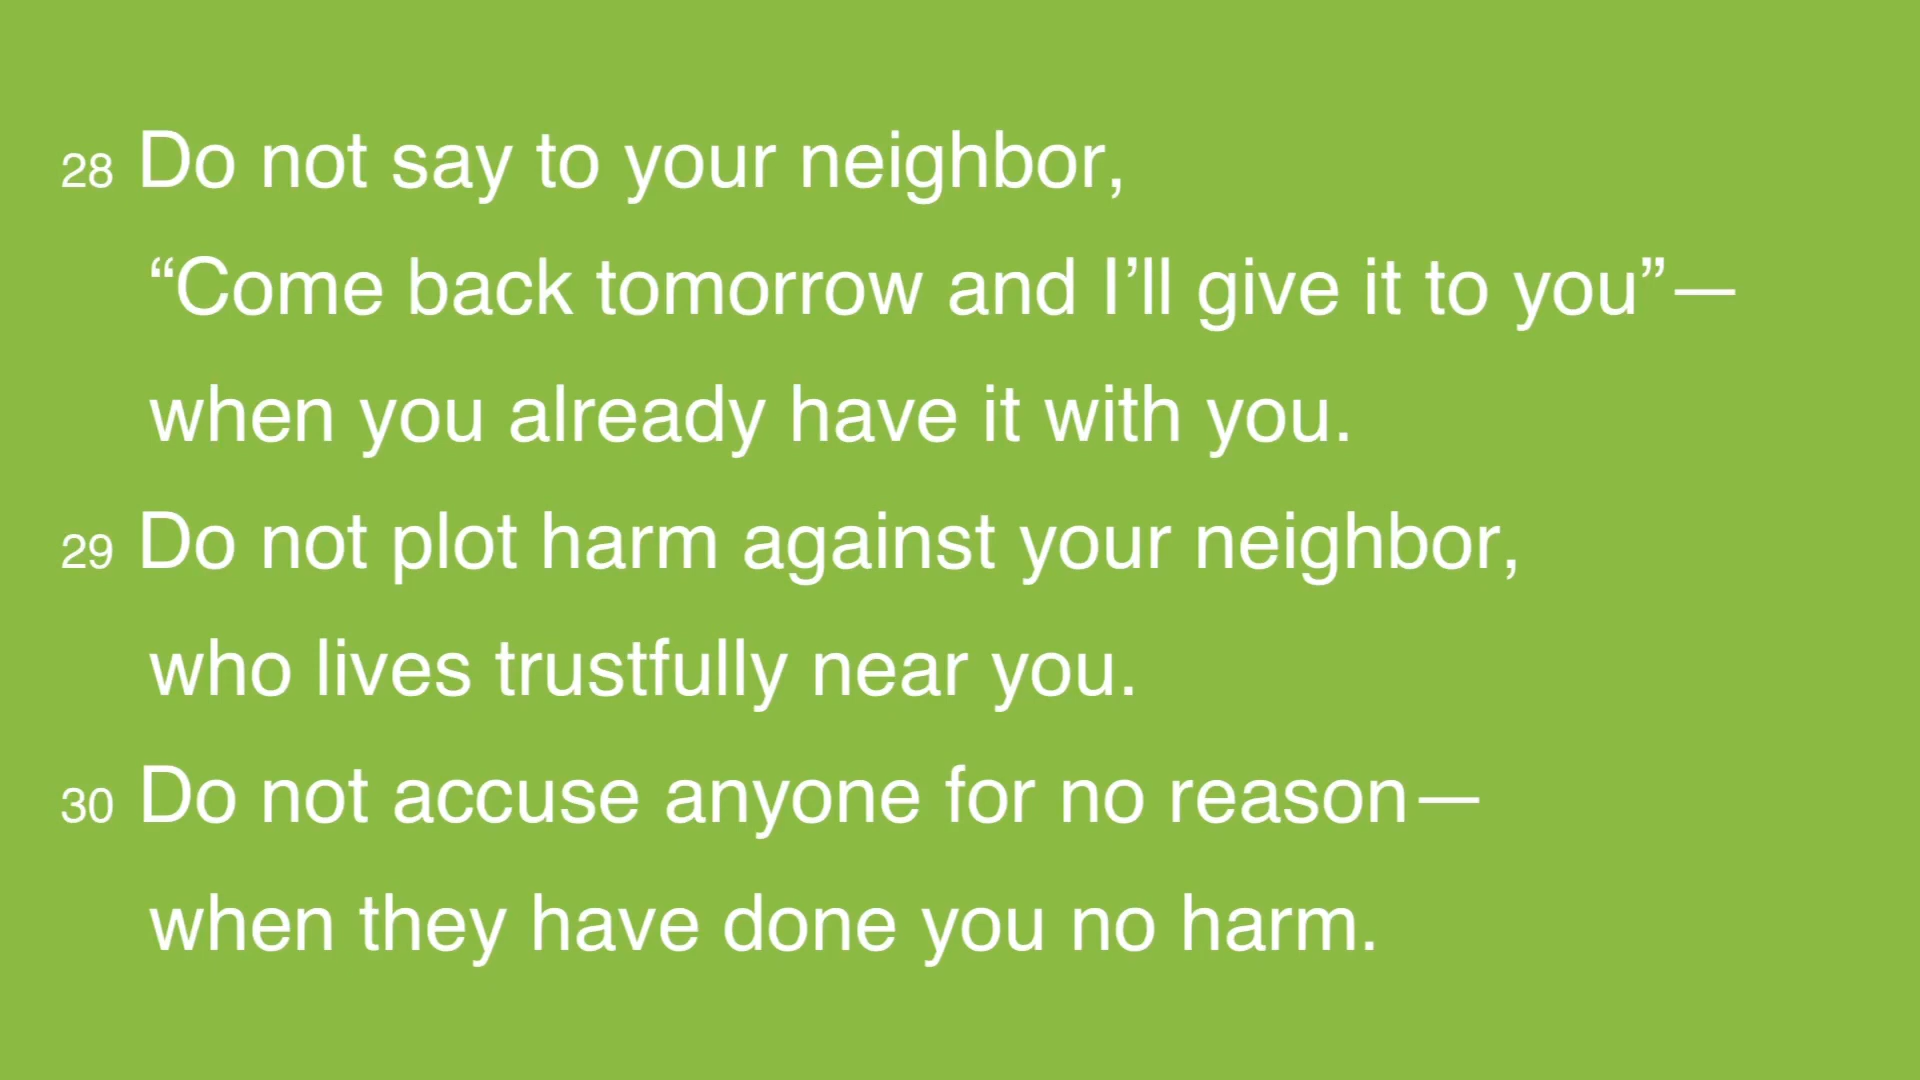 28 Do not say to your neighbor,
“Come back tomorrow and I’ll give it to you”—
when you already have it with you.
29 Do not plot harm against your neighbor,
who lives trustfully near you.
30 Do not accuse anyone for no reason—
when they have done you no harm.